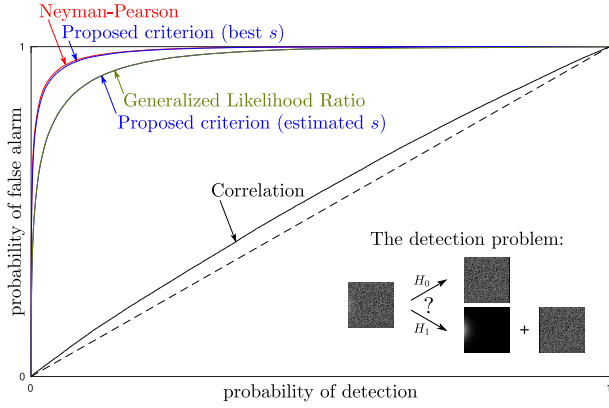 Neyman-Pearson
Proposed criterion (best s)
Generalized Likelihood Ratio
Proposed criterion (estimated s)
Correlation
The detection problem:
H₀
?
H₁
+
probability of false alarm
1
0
0
1
probability of detection